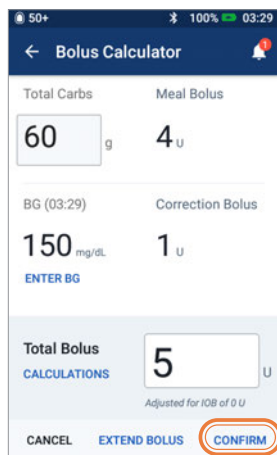 50+ 100% 03:29
Bolus Calculator
1
Total Carbs Meal Bolus
60 g 4 U
BG (03:29) Correction Bolus
150 mg/dL 1 U
ENTER BG
Total Bolus
CALCULATIONS
5 U
Adjusted for IOB of 0 U
CANCEL EXTEND BOLUS CONFIRM